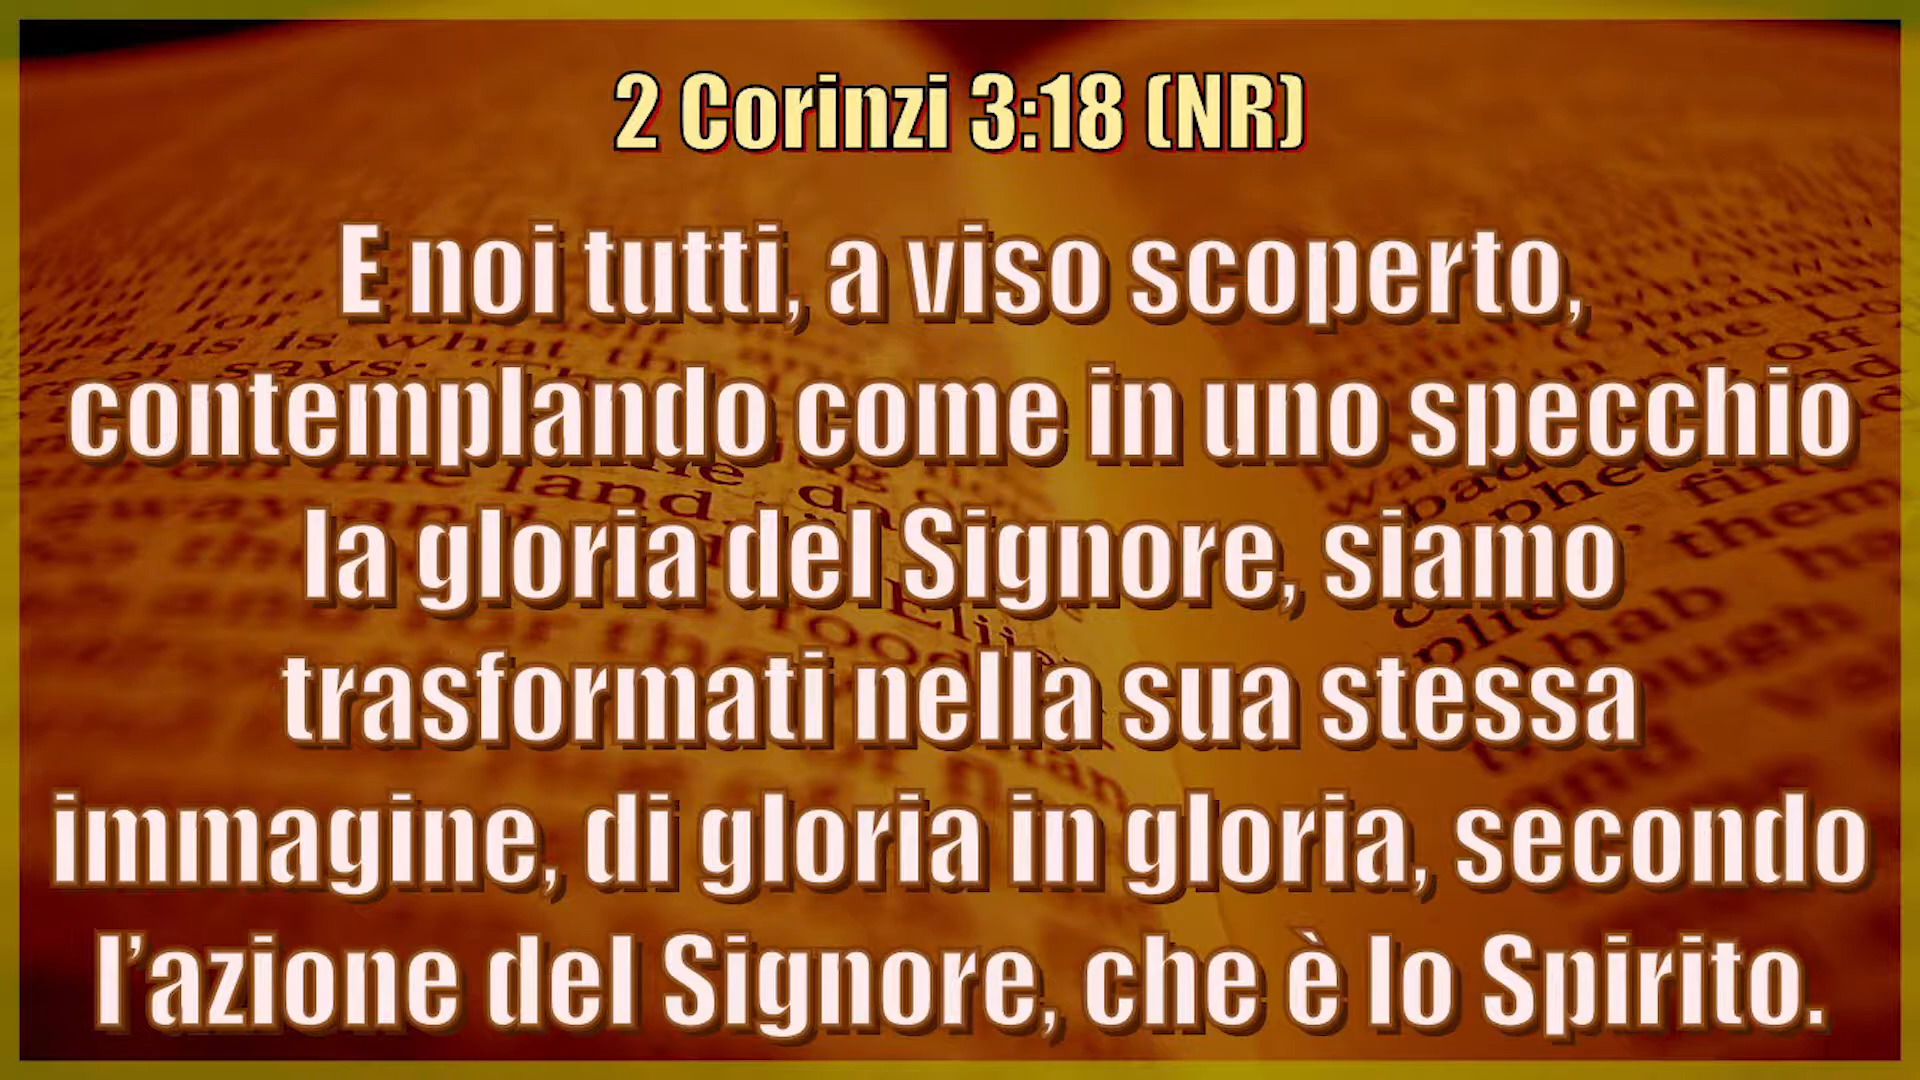 2 Corinzi 3:18 (NR)
E noi tutti, a viso scoperto,
contemplando come in uno specchio
la gloria del Signore, siamo
trasformati nella sua stessa
immagine, di gloria in gloria, secondo
l’azione del Signore, che è lo Spirito.